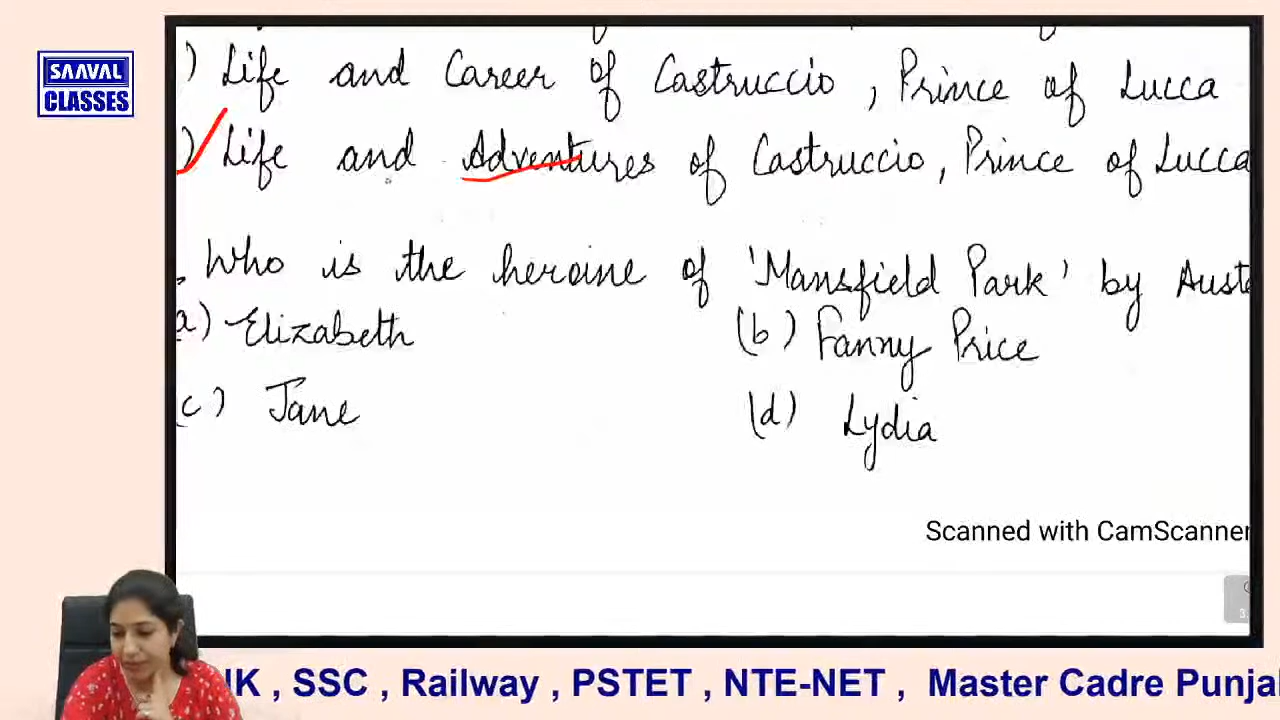 SAAVAL
CLASSES
) Life and Career of Castruccio, Prince of Lucca
) Life and Adventures of Castruccio, Prince of Lucca
. Who is the heroine of 'Mansfield Park' by Auste
a) Elizabeth (b) Fanny Price
c) Jane (d) Lydia
Scanned with CamScanner
IK , SSC , Railway , PSTET , NTE-NET , Master Cadre Punja